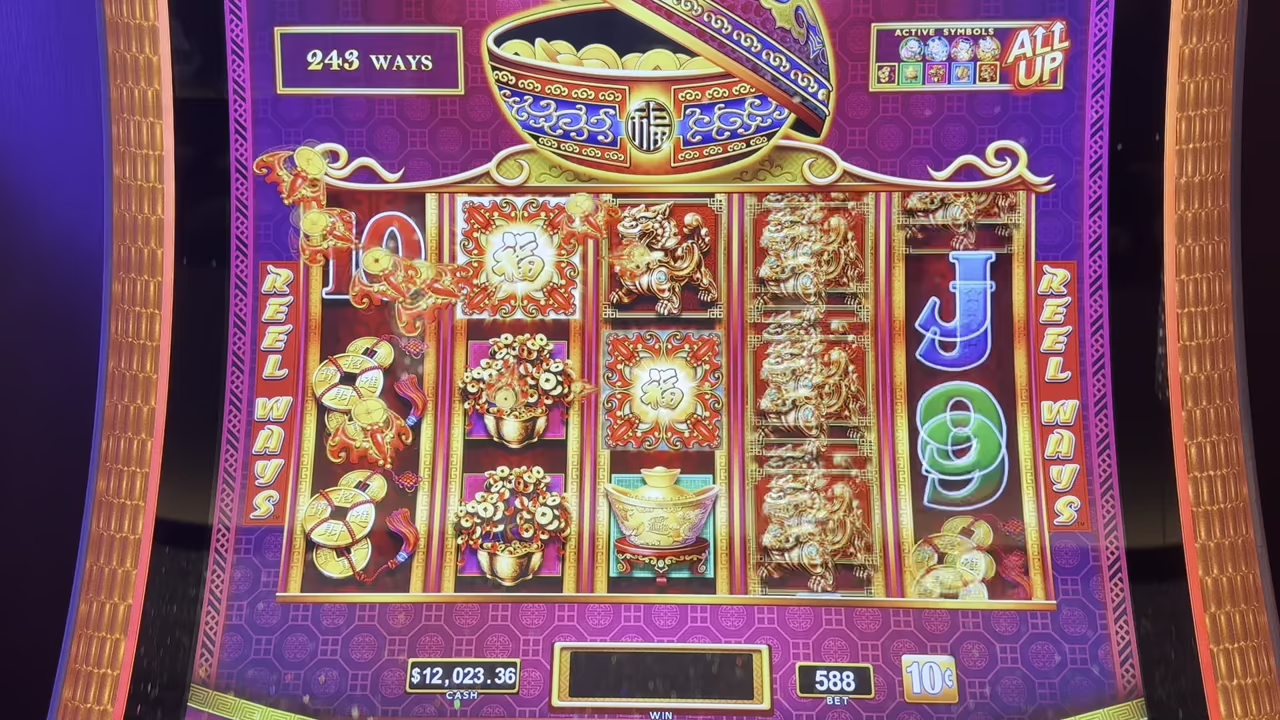 243 WAYS
ACTIVE SYMBOLS
ALL UP
10
福
REEL WAYS
REEL WAYS
J
福
9
$12,023.36
CASH
WIN
588
BET
10¢